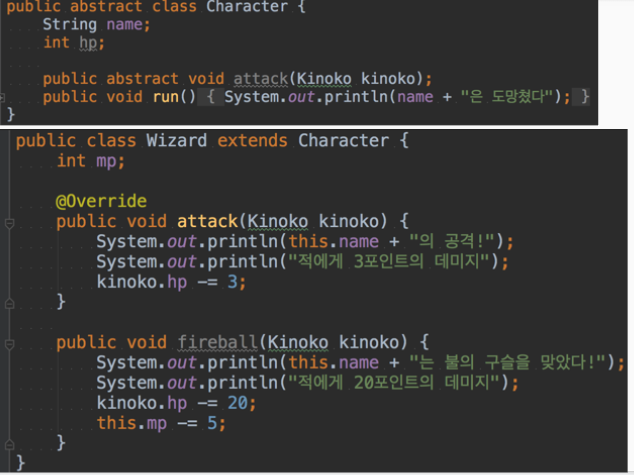 public abstract class Character {
String name;
int hp;
public abstract void attack(Kinoko kinoko);
public void run() { System.out.println(name + "은 도망쳤다"); }
}
public class Wizard extends Character {
int mp;
@Override
public void attack(Kinoko kinoko) {
System.out.println(this.name + "의 공격!");
System.out.println("적에게 3포인트의 데미지");
kinoko.hp -= 3;
}
public void fireball(Kinoko kinoko) {
System.out.println(this.name + "는 불의 구슬을 맞았다!");
System.out.println("적에게 20포인트의 데미지");
kinoko.hp -= 20;
this.mp -= 5;
}
}